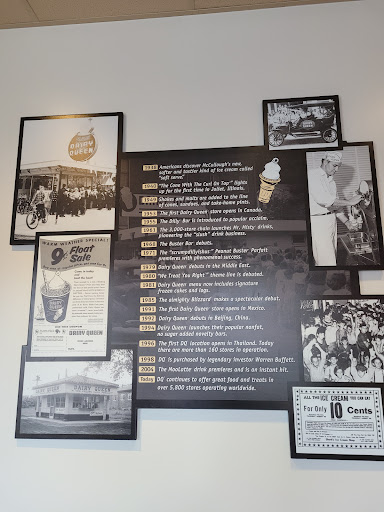 DAIRY
QUEEN
1938 Americans discover McCullough's new,
softer and tastier kind of ice cream called
"soft serve."
1940 "The Cone With The Curl On Top" lights
up for the first time in Joliet, Illinois.
1949 Shakes and malts are added to the line
of cones, sundaes, and take-home pints.
1953 The first Dairy Queen store opens in Canada.
1955 The Dilly Bar is introduced to popular acclaim.
1961 The 3,000-store chain launches Mr. Misty drinks,
pioneering the "slush" drink business.
1968 The Buster Bar debuts.
1971 The "scrumpdillyishus!" Peanut Buster Parfait
premieres with phenomenal success.
1979 Dairy Queen debuts in the Middle East.
1980 "We Treat You Right" theme line is debuted.
1981 Dairy Queen menu now includes signature
frozen cakes and logs.
1985 The almighty Blizzard makes a spectacular debut.
1991 The first Dairy Queen store opens in Mexico.
1992 Dairy Queen debuts in Beijing, China.
1994 Dairy Queen launches their popular nonfat,
no sugar added novelty bars.
1996 The first DQ location opens in Thailand. Today
there are more than 160 stores in operation.
1998 DQ is purchased by legendary investor Warren Buffett.
2004 The MooLatte drink premieres and is an instant hit.
Today DQ continues to offer great food and treats in
over 5,800 stores operating worldwide.
WARM WEATHER SPECIAL!
9¢ Float
Sale
DAIRY QUEEN
DAIRY QUEEN
ALL THE ICE CREAM YOU CAN EAT
For Only 10 Cents